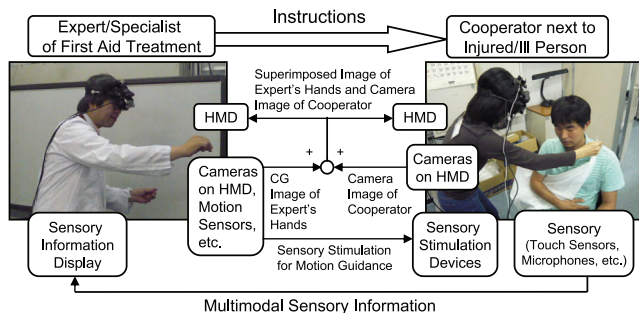 Instructions
Expert/Specialist
of First Aid Treatment
Cooperator next to
Injured/Ill Person
Superimposed Image of
Expert's Hands and Camera
Image of Cooperator
HMD
HMD
+
+
Cameras
on HMD,
Motion
Sensors,
etc.
CG
Image of
Expert's
Hands
Camera
Image of
Cooperator
Cameras
on HMD
Sensory
Information
Display
Sensory Stimulation
for Motion Guidance
Sensory
Stimulation
Devices
Sensory
(Touch Sensors,
Microphones, etc.)
Multimodal Sensory Information